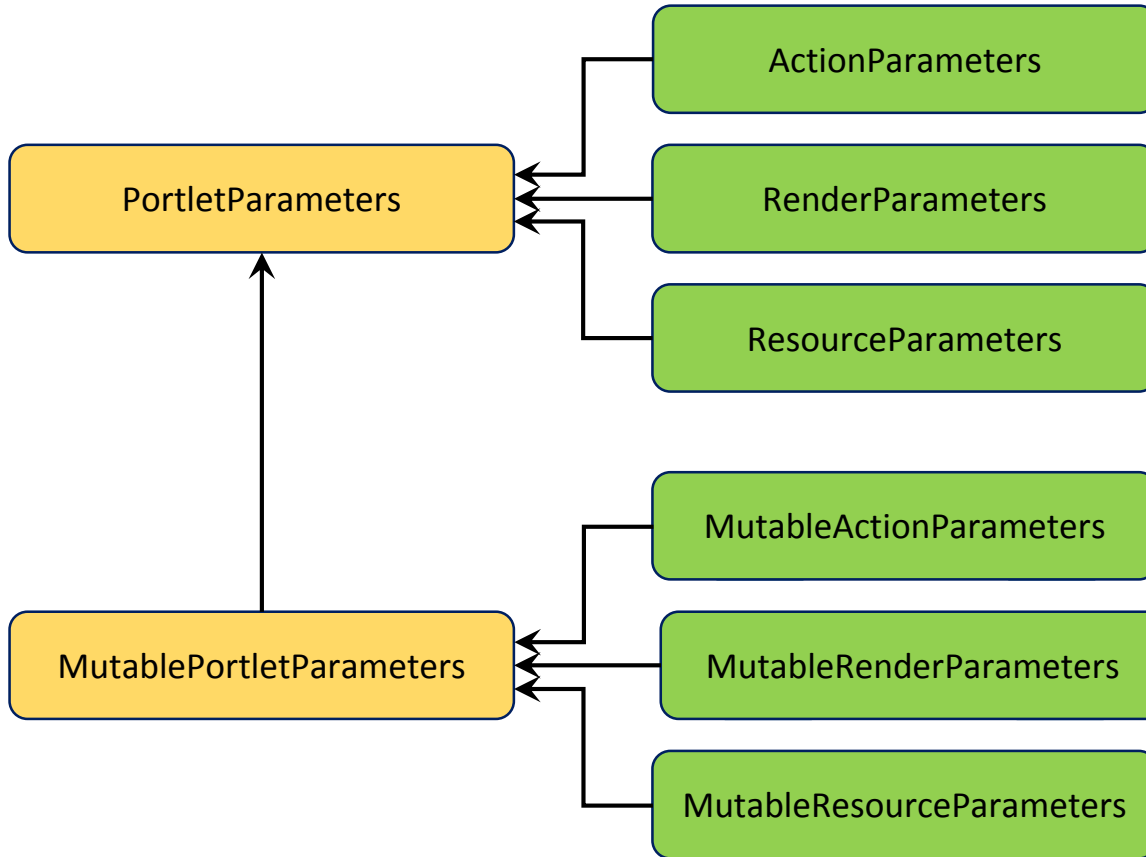 ActionParameters
PortletParameters
RenderParameters
ResourceParameters
MutableActionParameters
MutablePortletParameters
MutableRenderParameters
MutableResourceParameters